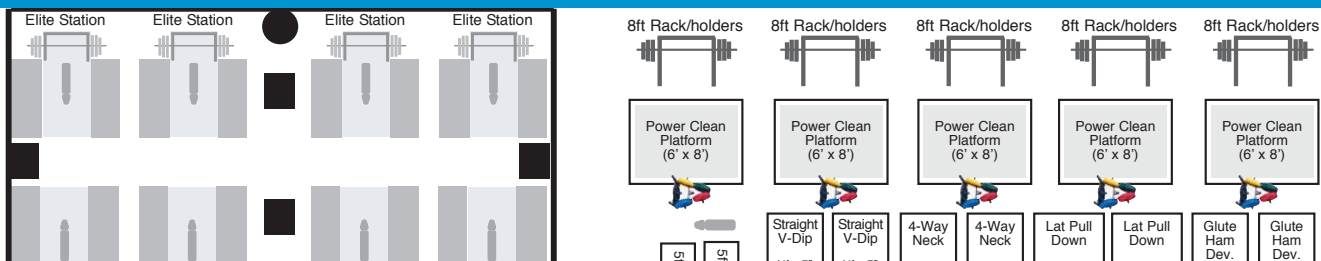 Elite Station Elite Station Elite Station Elite Station
8ft Rack/holders 8ft Rack/holders 8ft Rack/holders 8ft Rack/holders 8ft Rack/holders
Power Clean
Platform
(6' x 8')
Power Clean
Platform
(6' x 8')
Power Clean
Platform
(6' x 8')
Power Clean
Platform
(6' x 8')
Power Clean
Platform
(6' x 8')
Straight
V-Dip
Straight
V-Dip
4-Way
Neck
4-Way
Neck
Lat Pull
Down
Lat Pull
Down
Glute
Ham
Dev.
Glute
Ham
Dev.